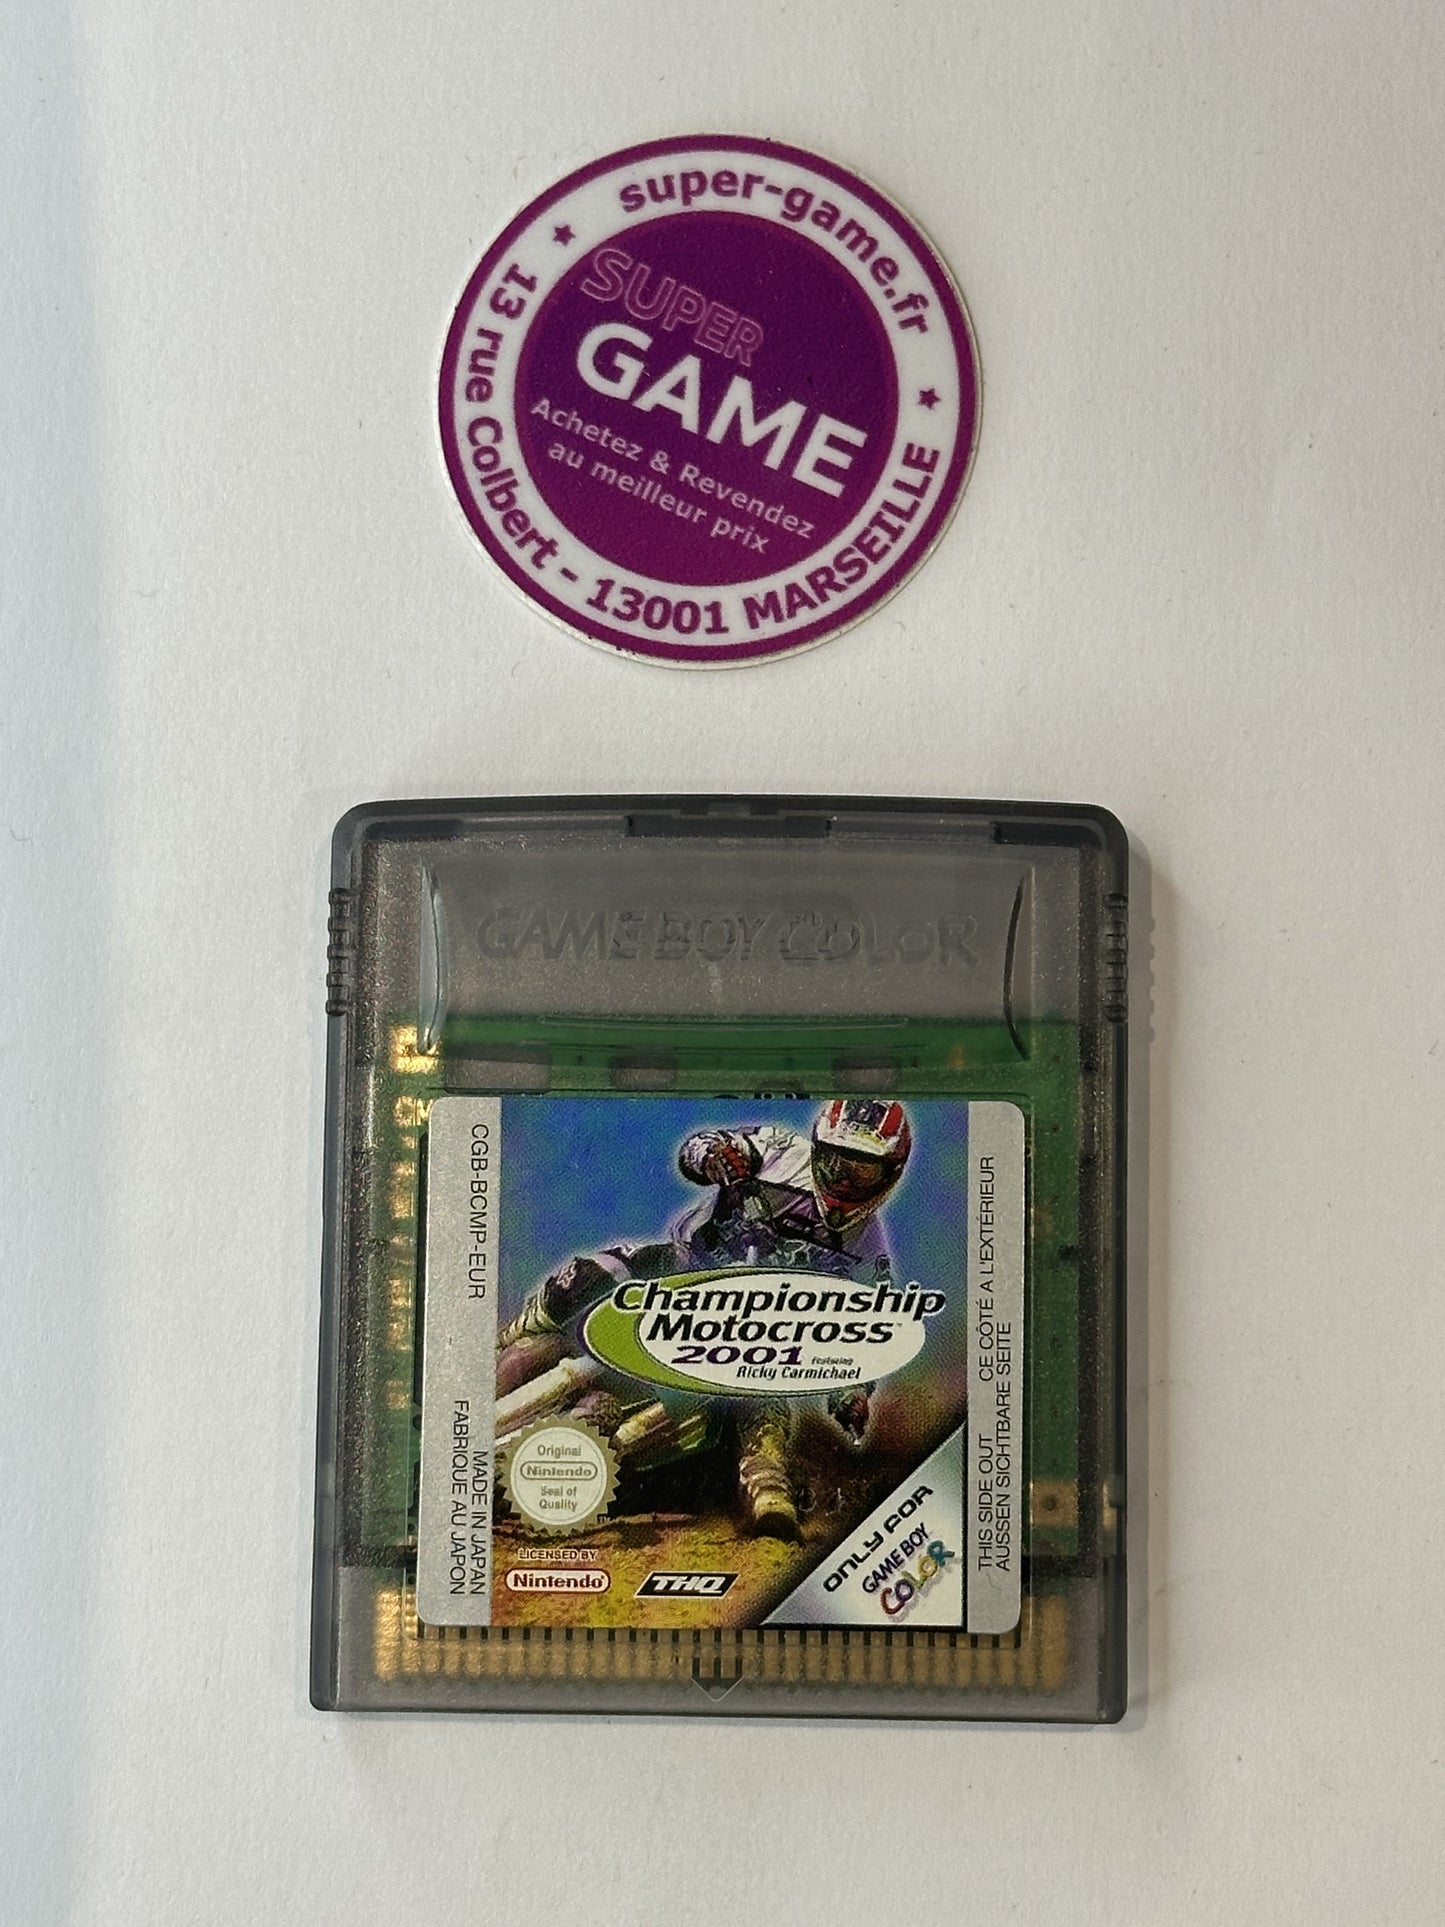 super-game.fr
13 rue Colbert - 13001 MARSEILLE
SUPER
GAME
Achetez & Revendez
au meilleur prix
GAME BOY COLOR
CGB-BCMP-EUR
MADE IN JAPAN
FABRIQUE AU JAPON
Championship
Motocross™
2001 featuring
Ricky Carmichael
Original
Nintendo
Seal of
Quality
LICENSED BY
Nintendo
THQ
ONLY FOR
GAME BOY
COLOR
THIS SIDE OUT CE CÔTÉ A L'EXTÉRIEUR
AUSSEN SICHTBARE SEITE